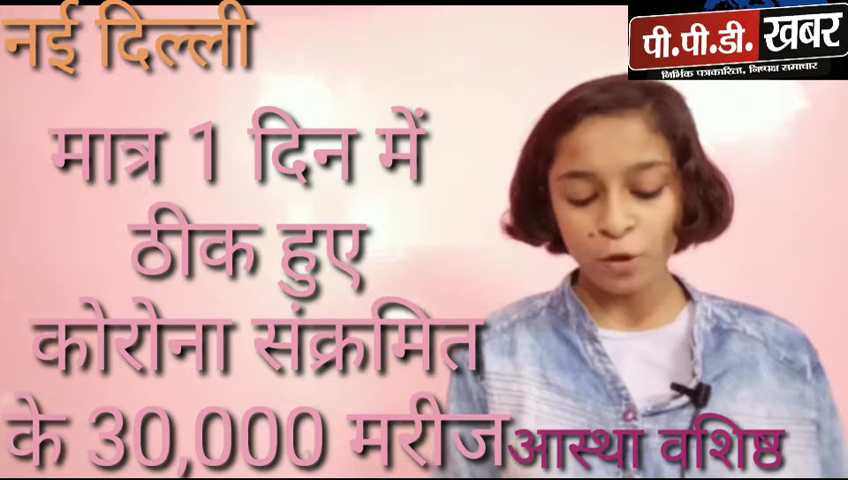 नई दिल्ली
पी.पी.डी. खबर
निर्भिक पत्रकारिता, निष्पक्ष समाचार
मात्र 1 दिन में
ठीक हुए
कोरोना संक्रमित
के 30,000 मरीज
आस्था वशिष्ठ